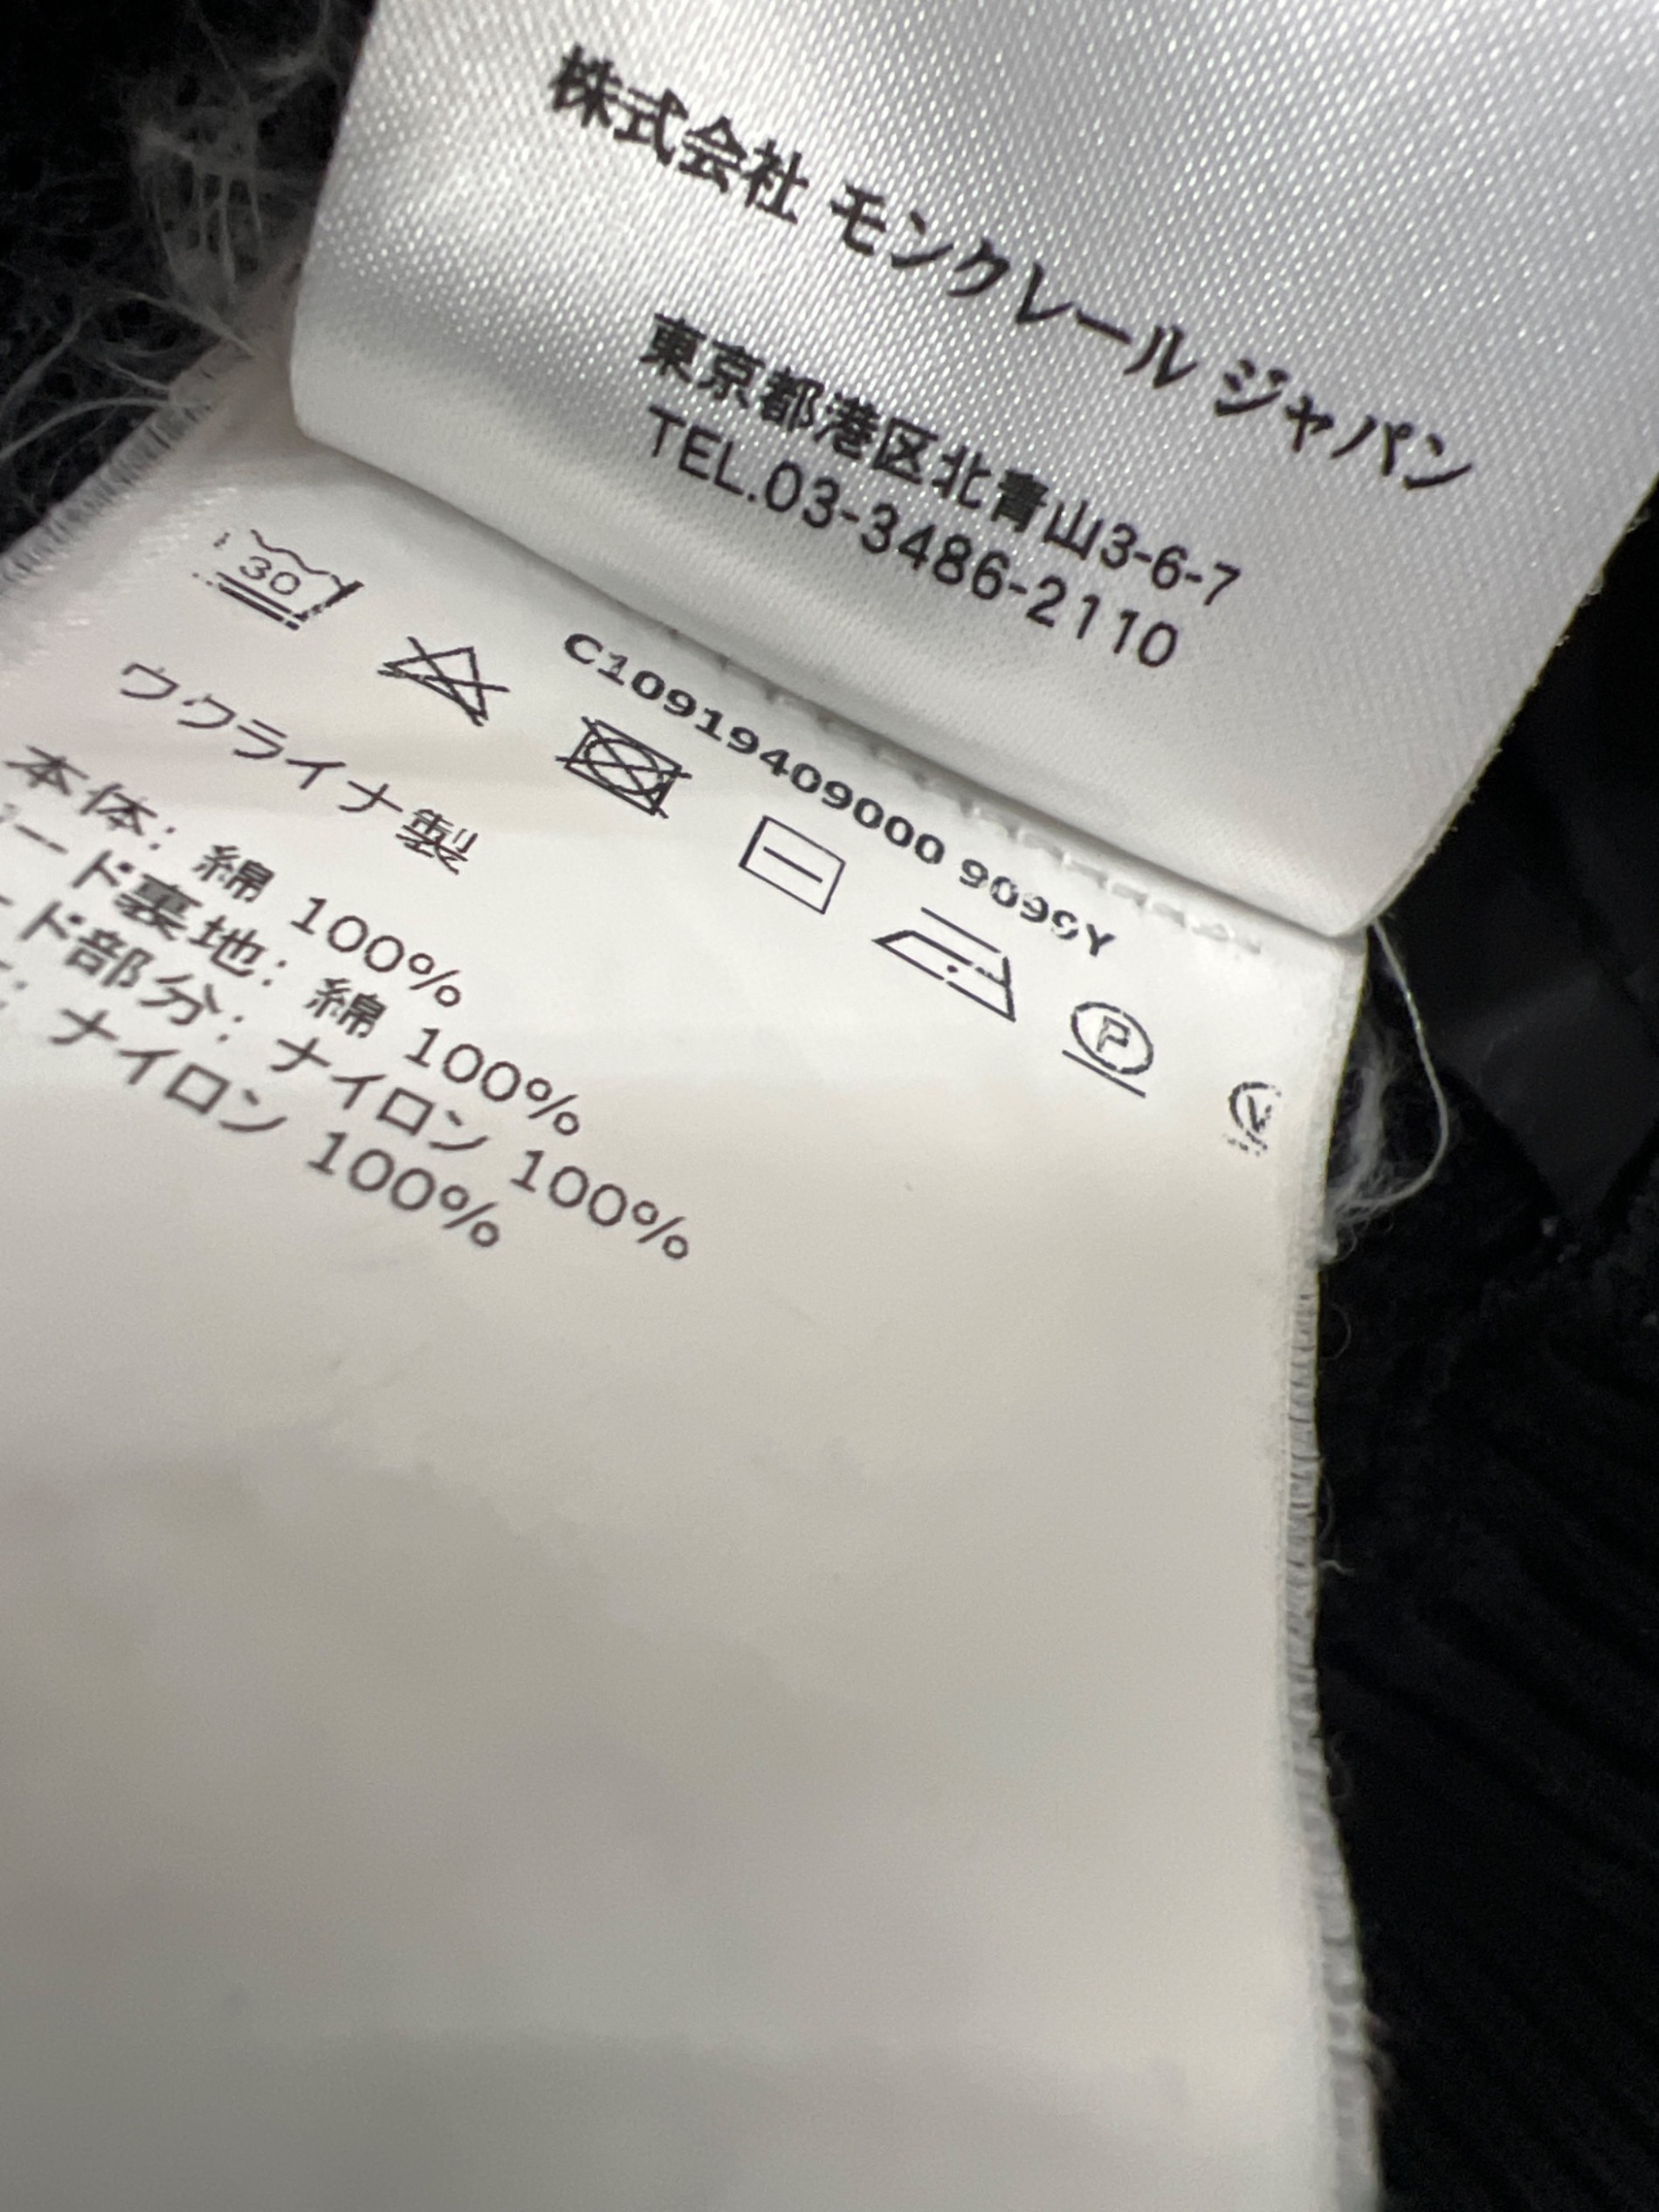 株式会社 モンクレール ジャパン
東京都港区北青山3-6-7
TEL.03-3486-2110
C10919409000 9099Y
30
P
ウクライナ製
本体: 綿 100%
ード裏地: 綿 100%
ード部分: ナイロン 100%
: ナイロン 100%